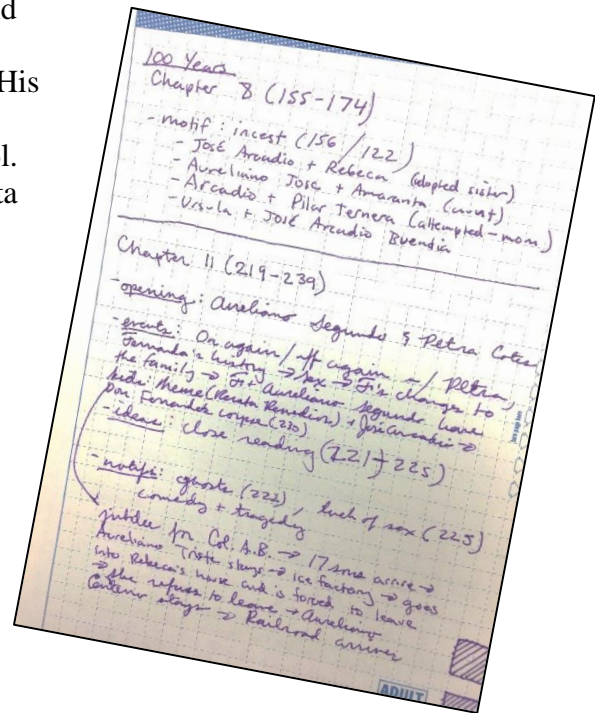 His
100 Years
Chapter 8 (155-174)
- motif: incest (156/122)
- José Arcadio + Rebeca (adopted sister)
- Aureliano José + Amaranta (aunt)
- Arcadio + Pilar Ternera (attempted-mom)
- Ursula + José Arcadio Buendia
Chapter 11 (219-239)
- opening: Aureliano Segundo & Petra Cotes
- events: On again/off again w/ Petra,
Fernanda's history → sex → F's changes to
the family → F + Aureliano Segundo have
kids: Meme (Renata Remedios) + José Arcadio →
Don Fernando's corpse (230)
- ideas: close reading (221 225)
- motifs: ghosts (222) / lack of sex (225)
comedy + tragedy
jubilee for Col. A.B. → 17 sons arrive →
Aureliano Triste stays → ice factory → goes
into Rebeca's house and is forced to leave
→ she refuses to leave → Aureliano
Centeno stays → Railroad arrives
ADULT